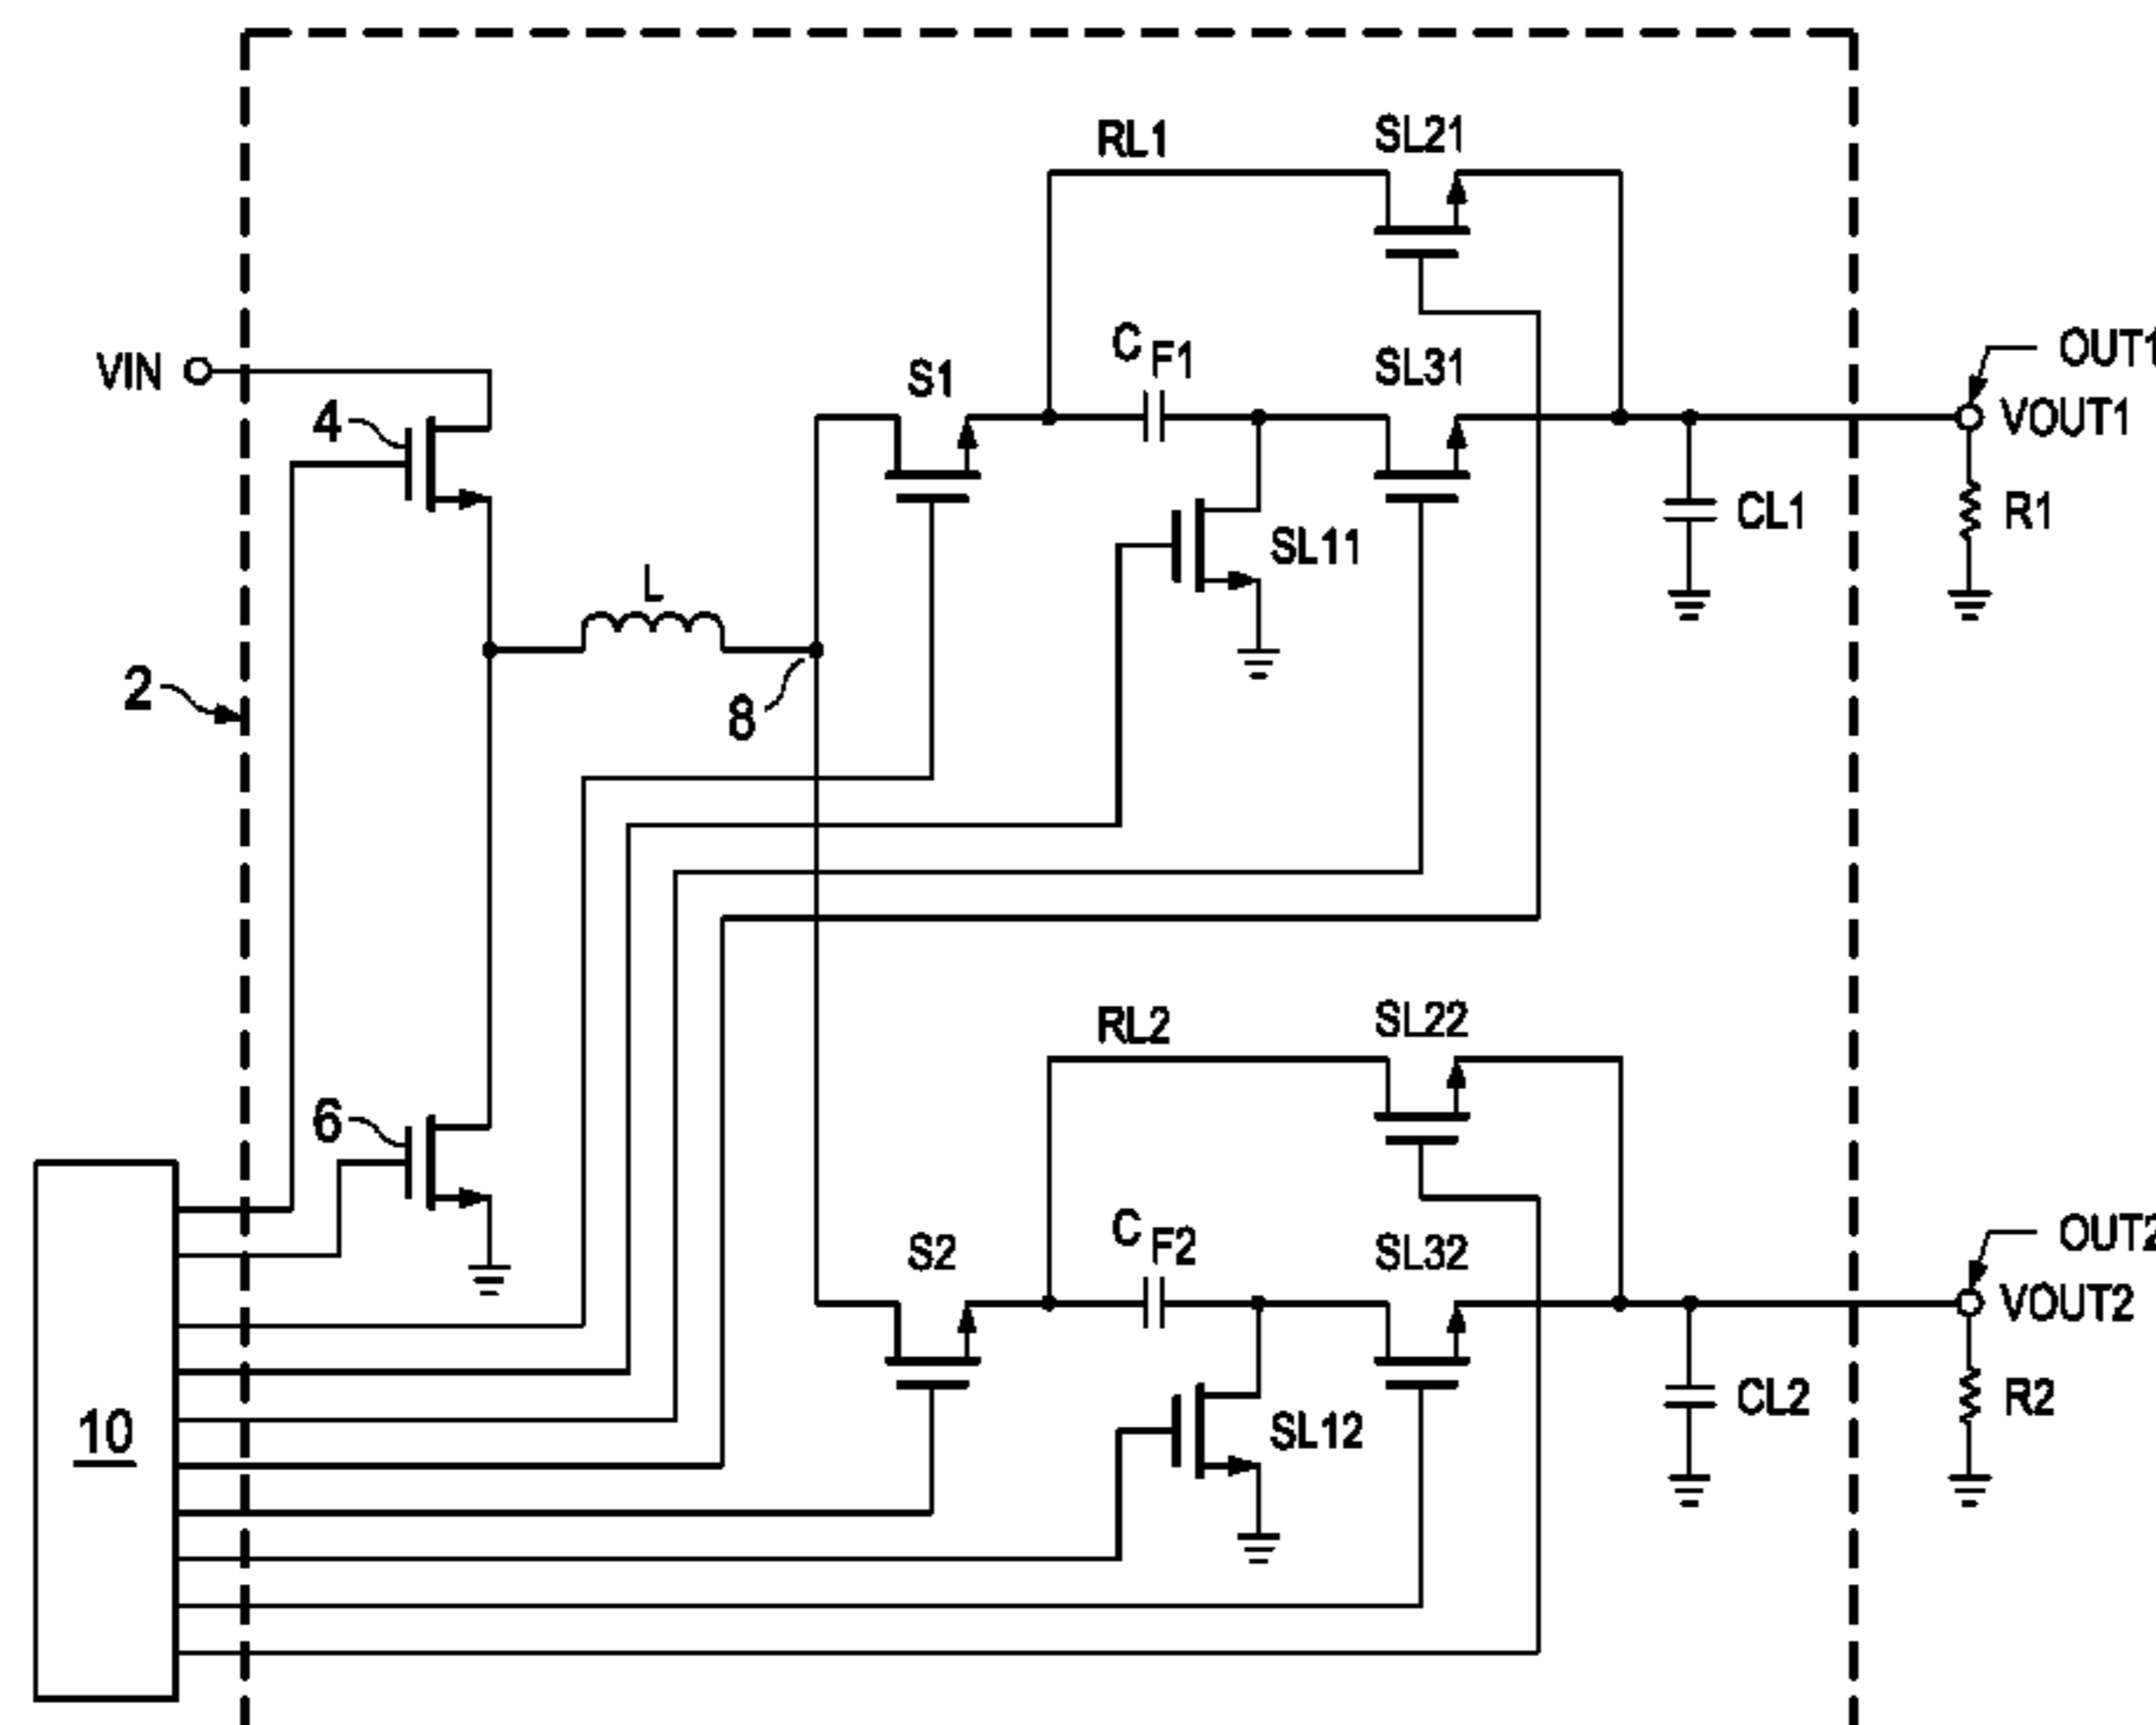 RL1
SL21
C F1
OUT1
VIN
S1
SL31
4
VOUT1
CL1
R1
SL11
L
2
8
RL2
SL22
6
C F2
OUT2
S2
SL32
VOUT2
CL2
R2
10
SL12